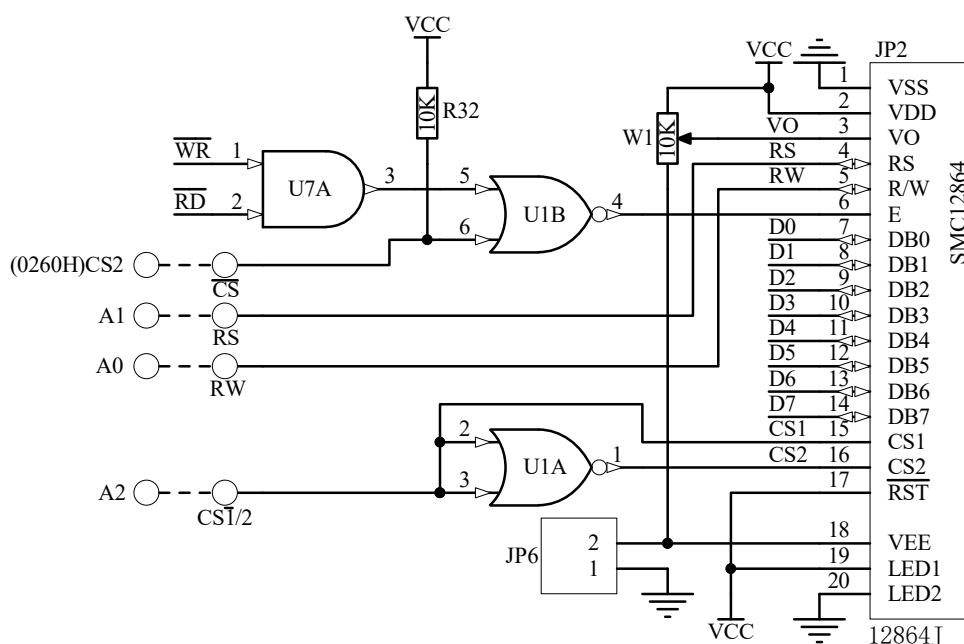 VCC
VCC
JP2
R32
10K
W1
10K
1 VSS
2 VDD
VO 3 VO
RS 4 RS
RW 5 R/W
6 E
D0 7 DB0
D1 8 DB1
D2 9 DB2
D3 10 DB3
D4 11 DB4
D5 12 DB5
D6 13 DB6
D7 14 DB7
CS1 15 CS1
CS2 16 CS2
17 R̅S̅T̅
18 VEE
19 LED1
20 LED2
SMC12864
12864J
W̅R̅ 1
R̅D̅ 2
U7A
3
5
6
U1B
4
(0260H)CS2
C̅S̅
A1
RS
A0
RW
2
3
U1A
1
A2
CS1̅/2
JP6
2
1
VCC